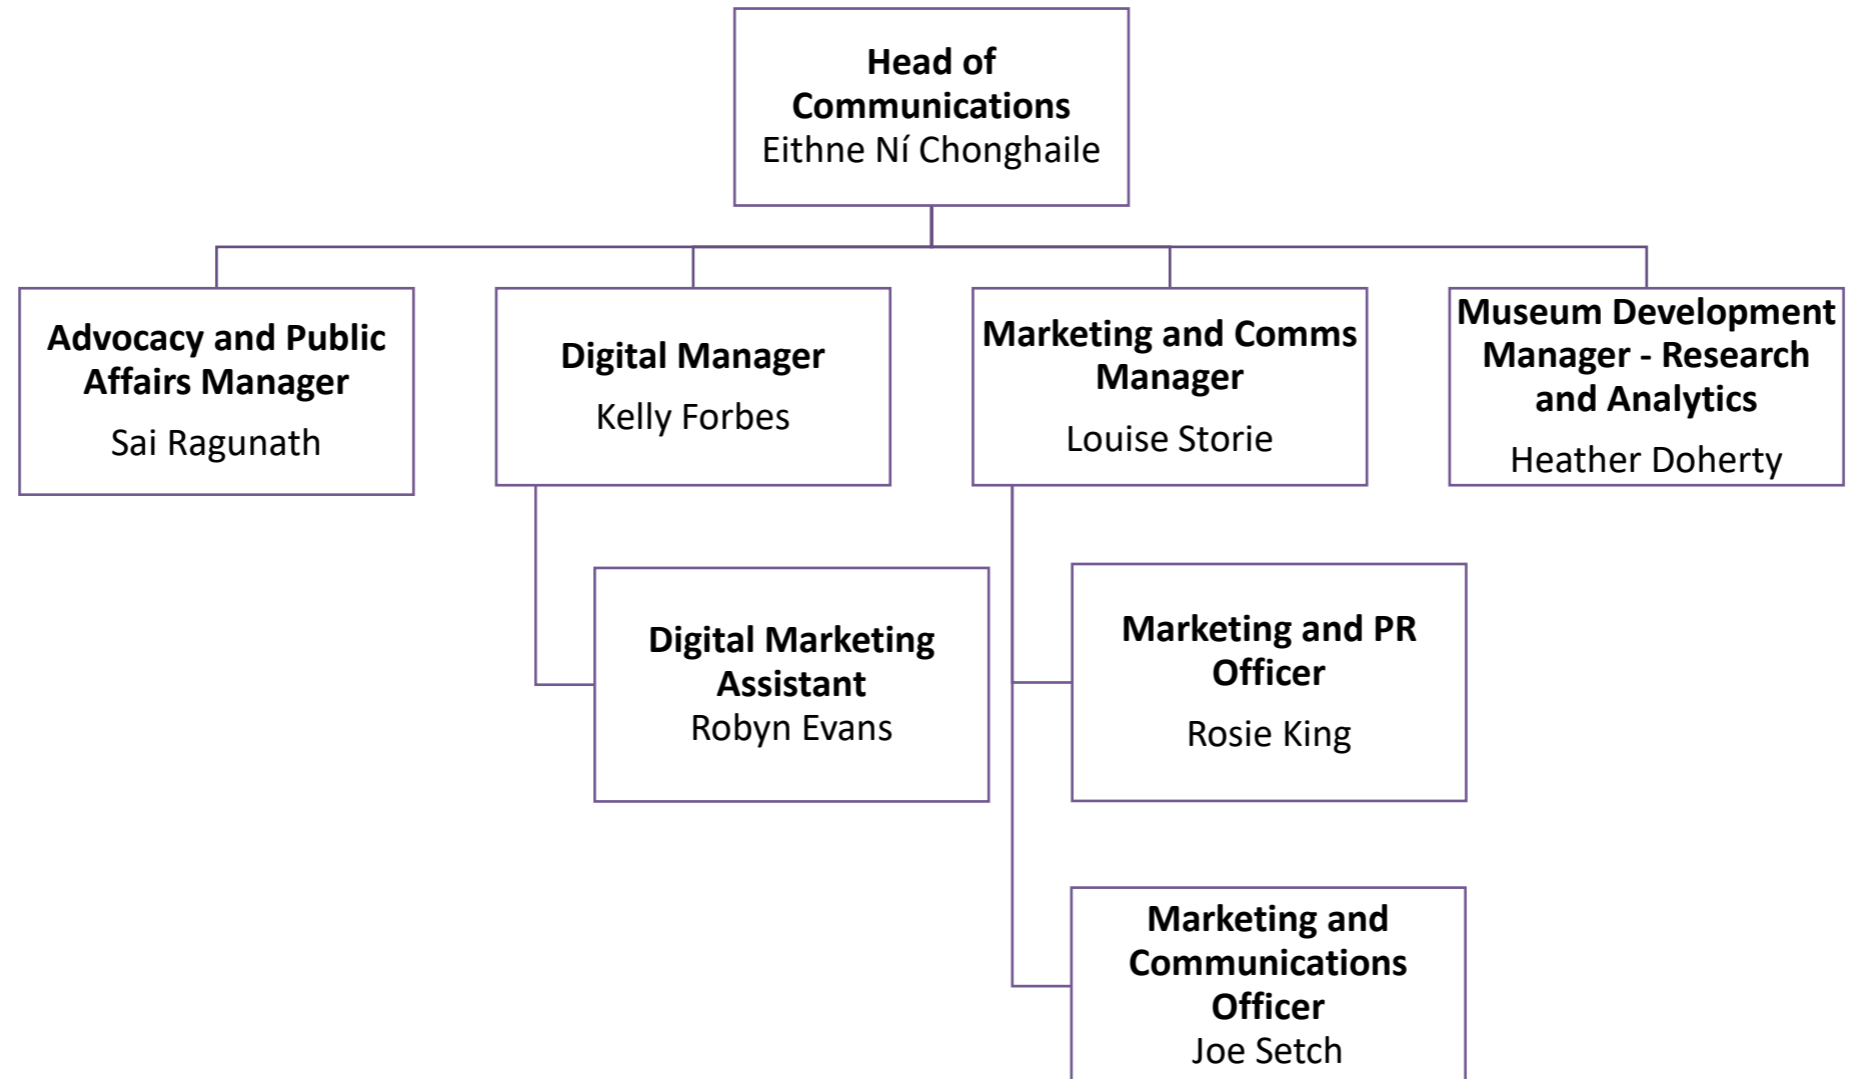 Head of
Communications
Eithne Ní Chonghaile
Advocacy and Public
Affairs Manager
Sai Ragunath
Digital Manager
Kelly Forbes
Marketing and Comms
Manager
Louise Storie
Museum Development
Manager - Research
and Analytics
Heather Doherty
Digital Marketing
Assistant
Robyn Evans
Marketing and PR
Officer
Rosie King
Marketing and
Communications
Officer
Joe Setch